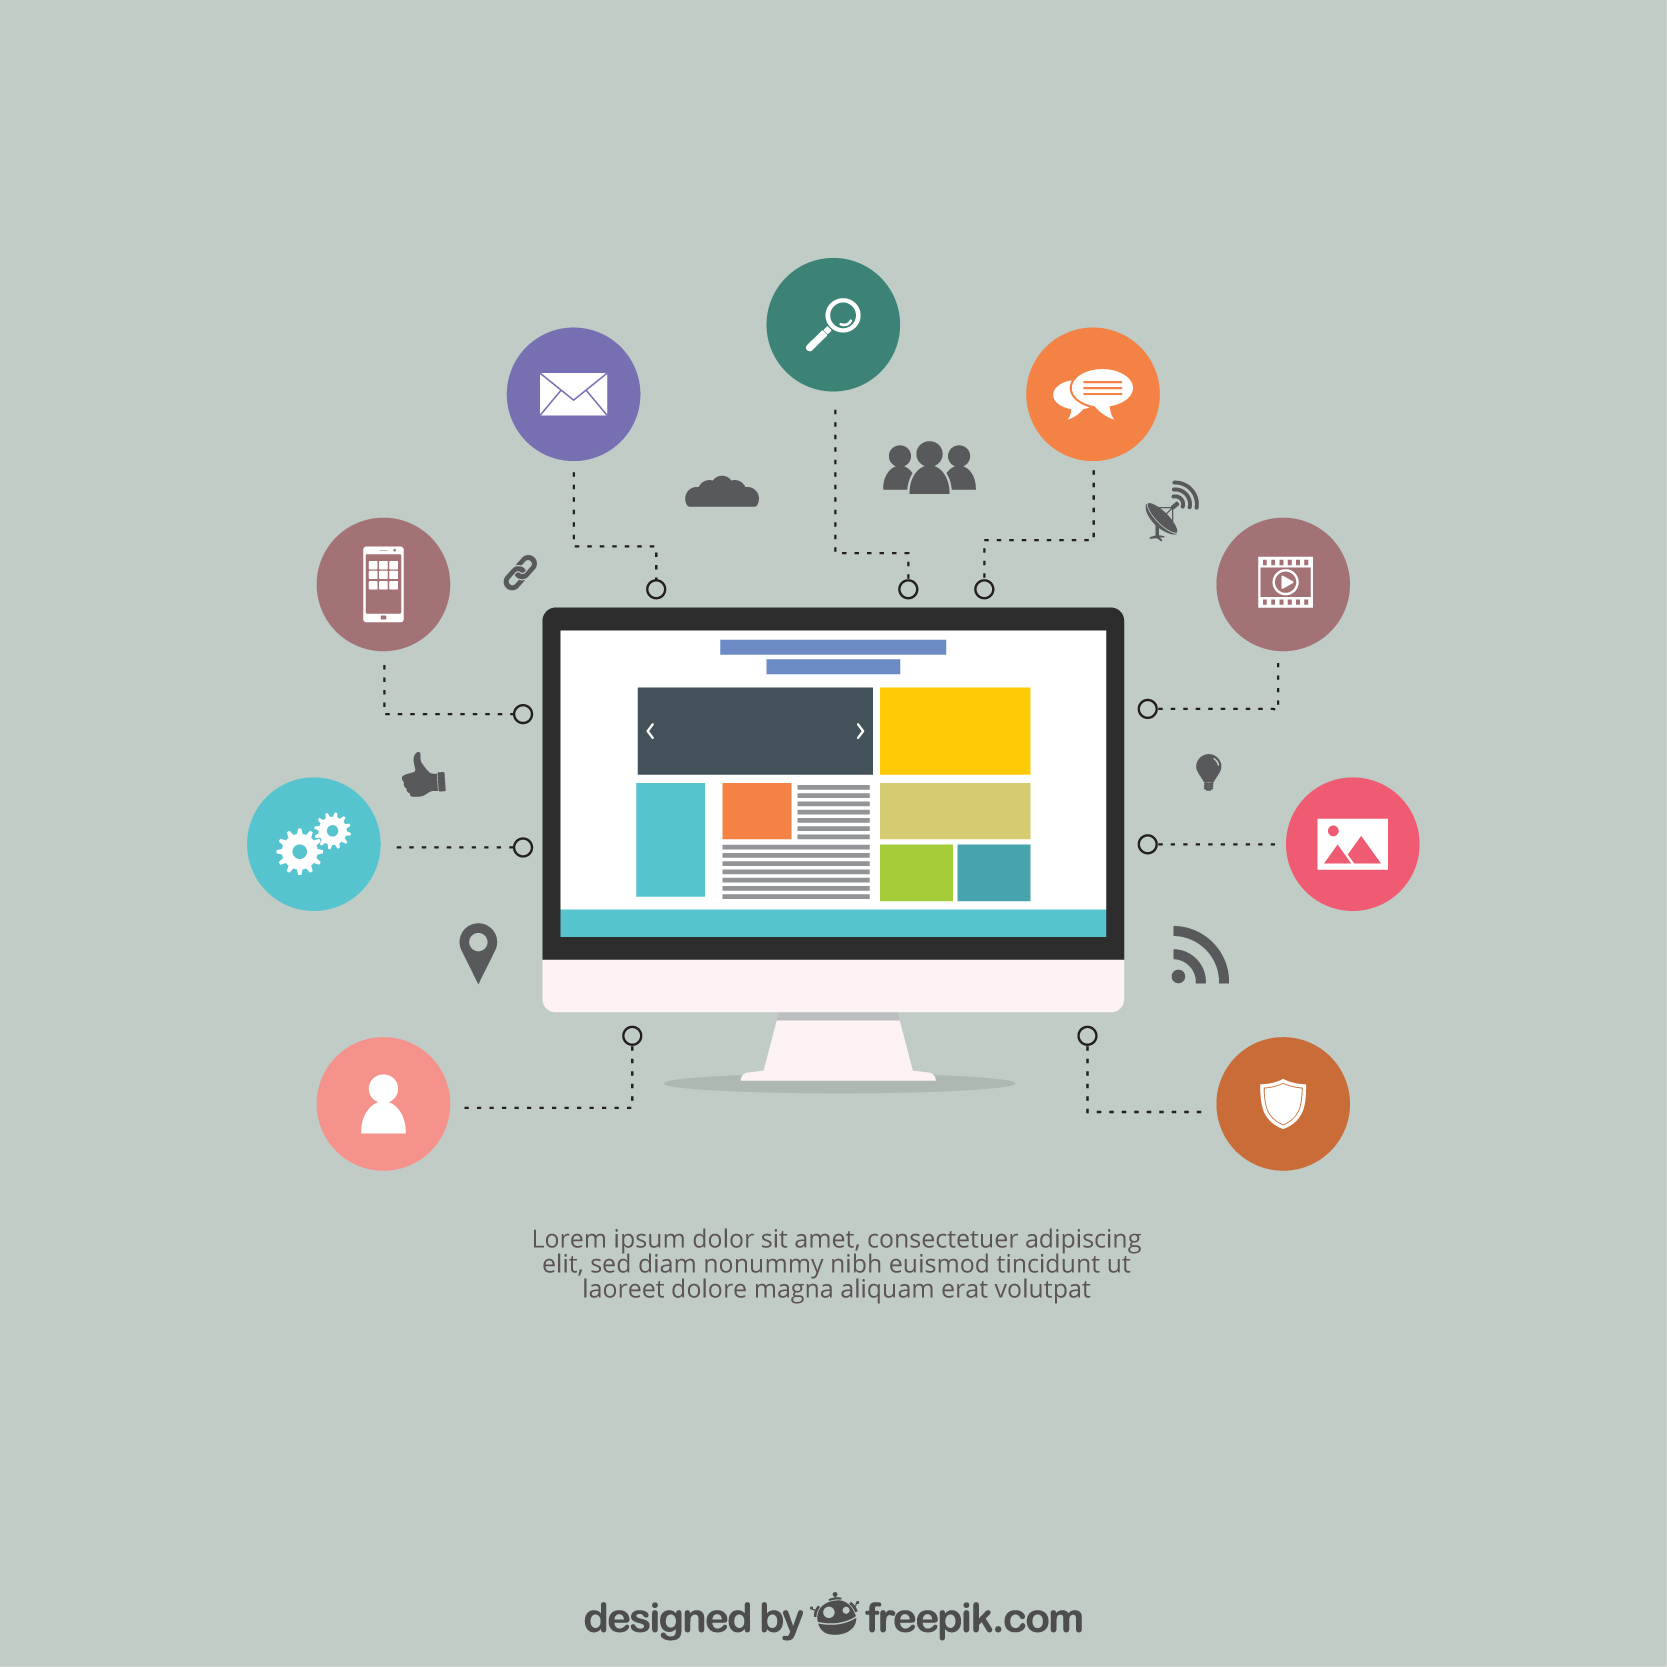 Lorem ipsum dolor sit amet, consectetuer adipiscing
elit, sed diam nonummy nibh euismod tincidunt ut
laoreet dolore magna aliquam erat volutpat
designed by freepik.com